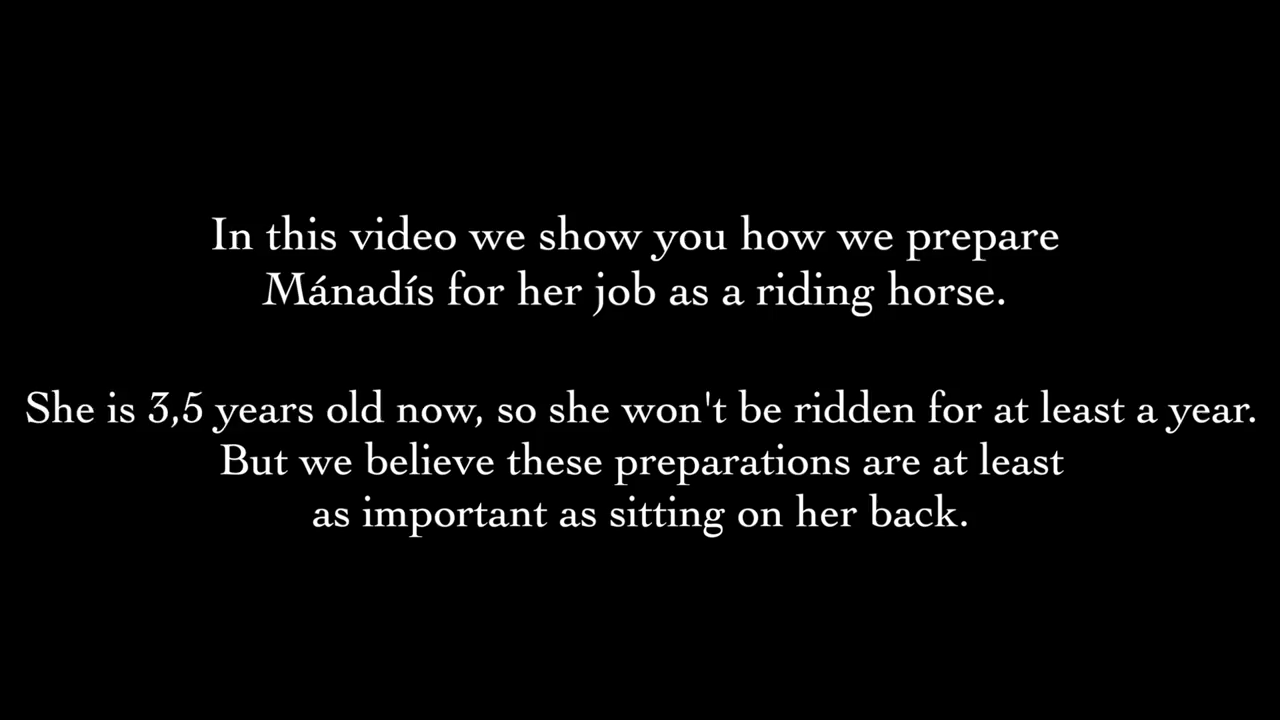 In this video we show you how we prepare
Mánadís for her job as a riding horse.
She is 3,5 years old now, so she won't be ridden for at least a year.
But we believe these preparations are at least
as important as sitting on her back.